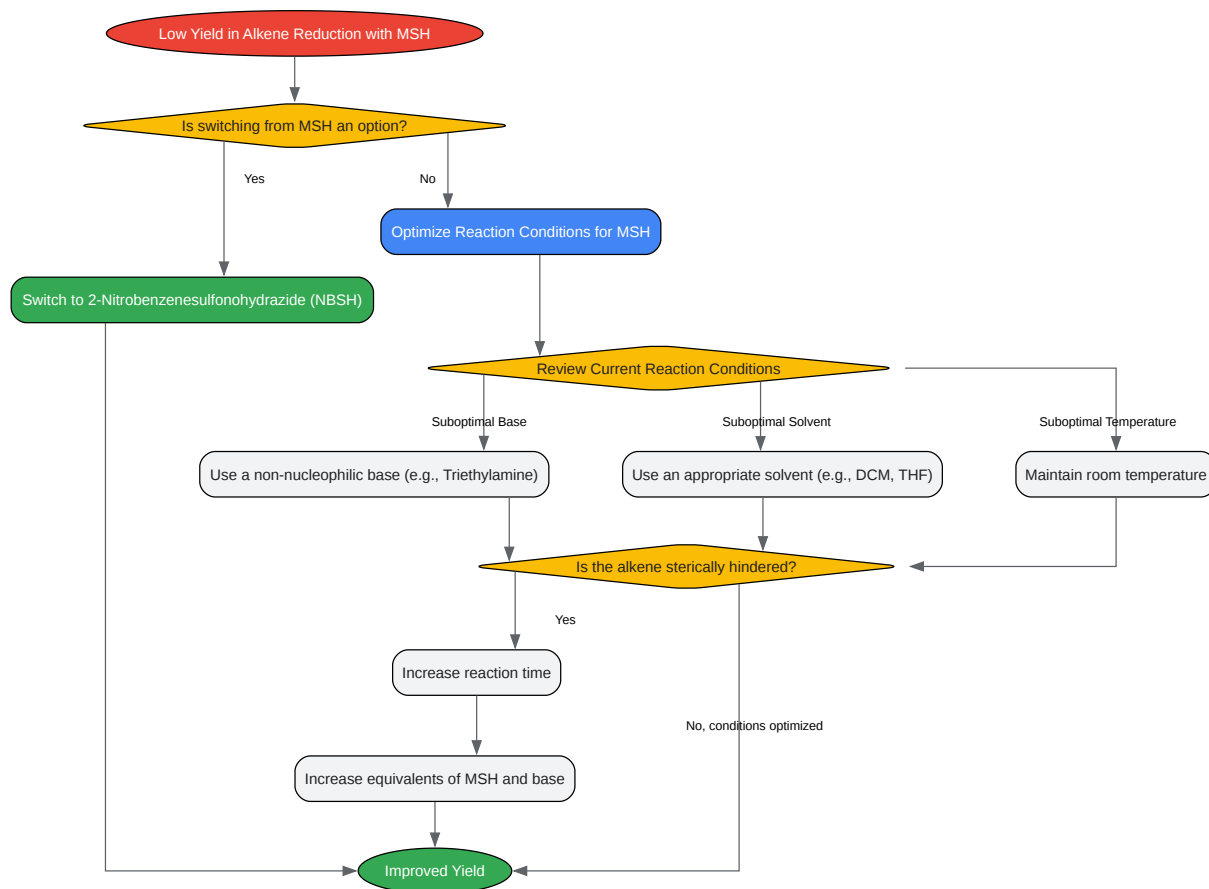 Low Yield in Alkene Reduction with MSH
Is switching from MSH an option?
Yes
No
Optimize Reaction Conditions for MSH
Switch to 2-Nitrobenzenesulfonohydrazide (NBSH)
Review Current Reaction Conditions
Suboptimal Base
Suboptimal Solvent
Suboptimal Temperature
Use a non-nucleophilic base (e.g., Triethylamine)
Use an appropriate solvent (e.g., DCM, THF)
Maintain room temperature
Is the alkene sterically hindered?
Yes
Increase reaction time
No, conditions optimized
Increase equivalents of MSH and base
Improved Yield